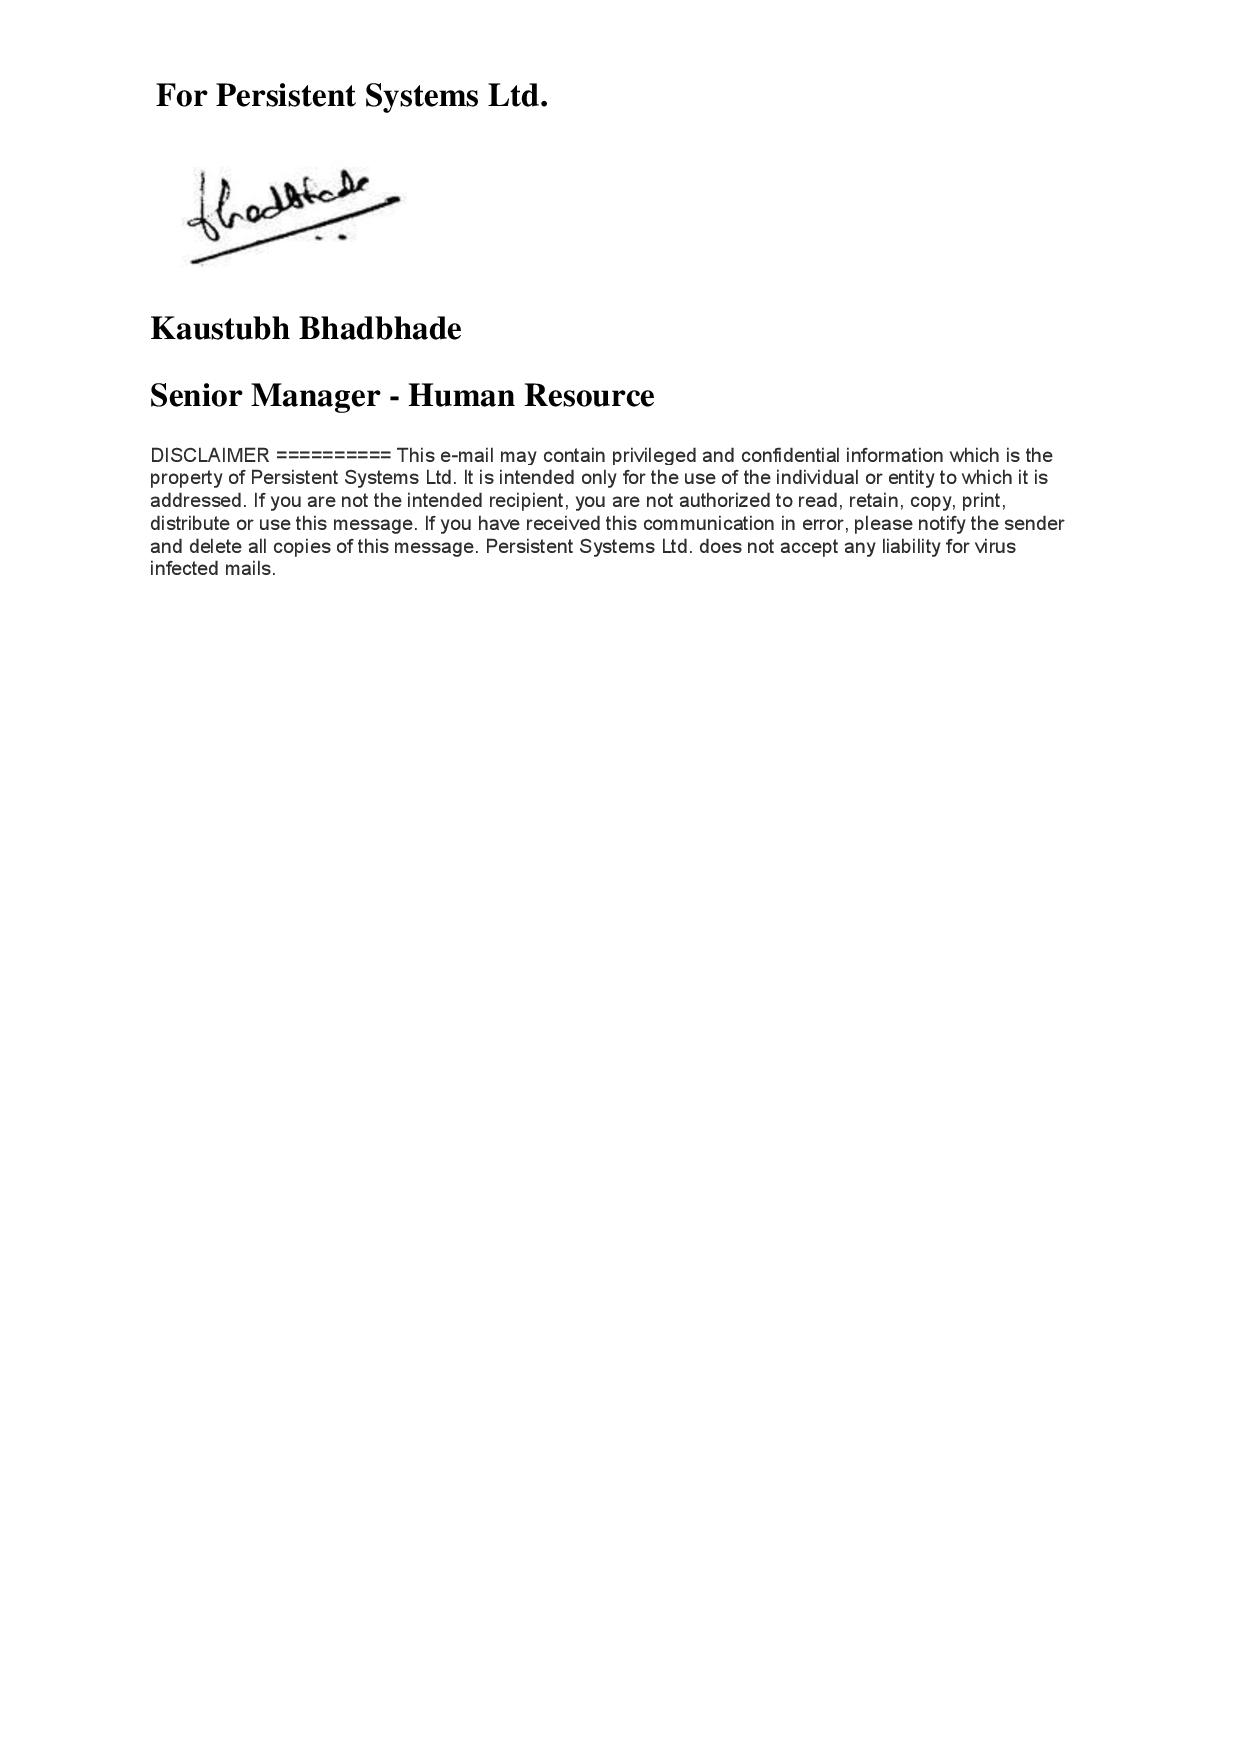 For Persistent Systems Ltd.
Bhadbhade
Kaustubh Bhadbhade
Senior Manager - Human Resource
DISCLAIMER ========== This e-mail may contain privileged and confidential information which is the
property of Persistent Systems Ltd. It is intended only for the use of the individual or entity to which it is
addressed. If you are not the intended recipient, you are not authorized to read, retain, copy, print,
distribute or use this message. If you have received this communication in error, please notify the sender
and delete all copies of this message. Persistent Systems Ltd. does not accept any liability for virus
infected mails.